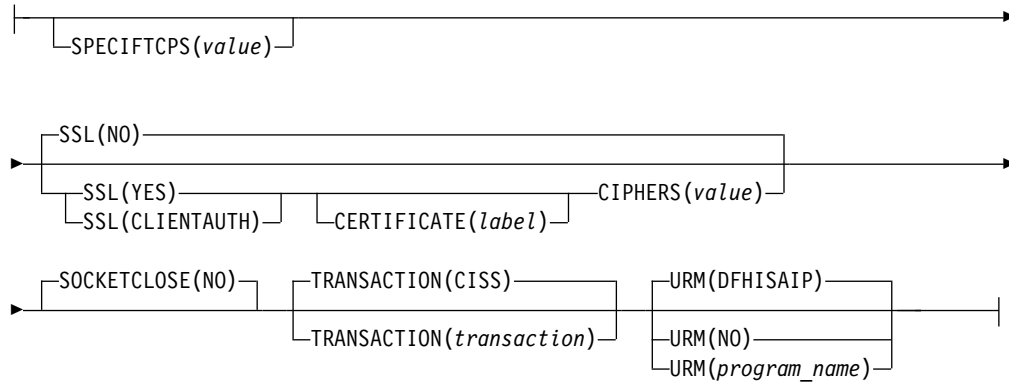 SPECIFTCPS(value)
SSL(NO)
SSL(YES)
SSL(CLIENTAUTH)
CERTIFICATE(label)
CIPHERS(value)
SOCKETCLOSE(NO)
TRANSACTION(CISS)
TRANSACTION(transaction)
URM(DFHISAIP)
URM(NO)
URM(program_name)